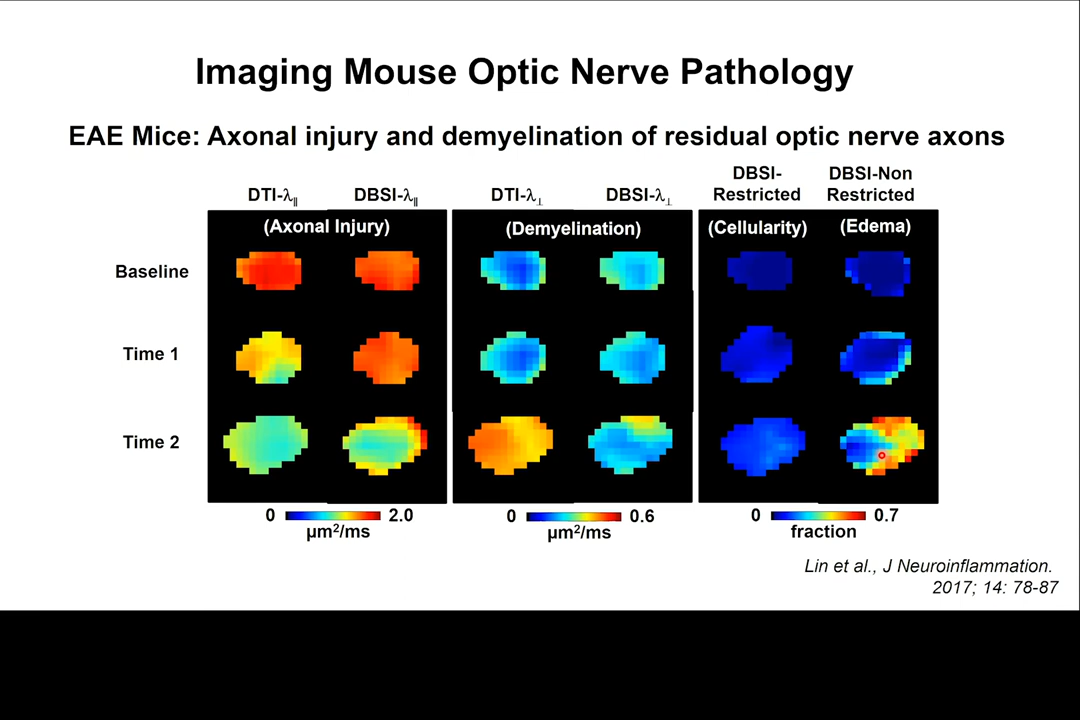 Imaging Mouse Optic Nerve Pathology
EAE Mice: Axonal injury and demyelination of residual optic nerve axons
DTI-λ∥
DBSI-λ∥
DTI-λ⊥
DBSI-λ⊥
DBSI-
Restricted
DBSI-Non
Restricted
(Axonal Injury)
(Demyelination)
(Cellularity)
(Edema)
Baseline
Time 1
Time 2
0 2.0
μm²/ms
0 0.6
μm²/ms
0 0.7
fraction
Lin et al., J Neuroinflammation.
2017; 14: 78-87